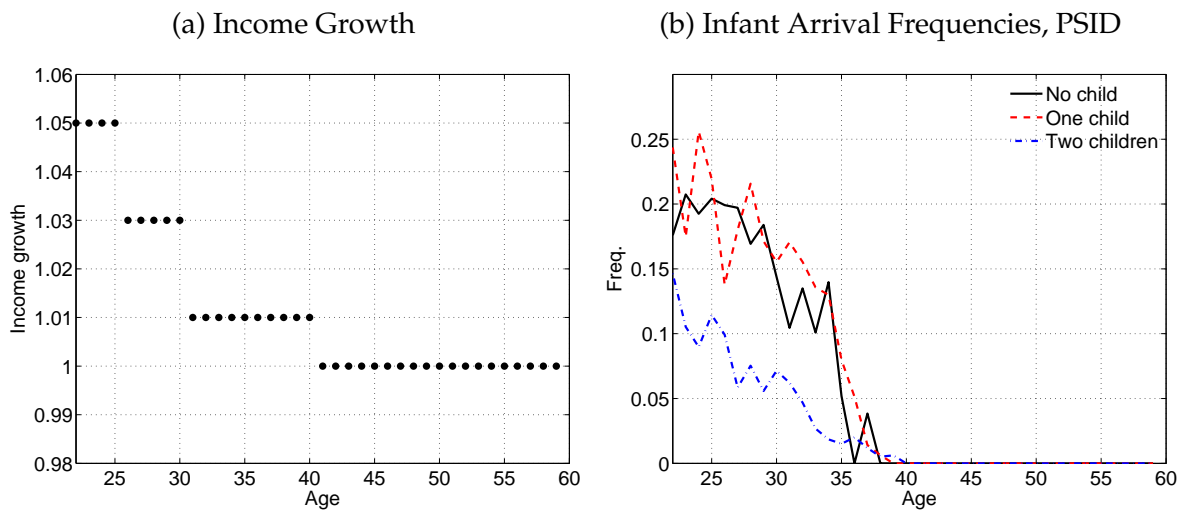 (a) Income Growth
1.06
1.05
1.04
1.03
1.02
1.01
1
0.99
0.98
Income growth
25 30 35 40 45 50 55 60
Age
(b) Infant Arrival Frequencies, PSID
No child
One child
Two children
0.25
0.2
0.15
0.1
0.05
0
Freq.
25 30 35 40 45 50 55 60
Age